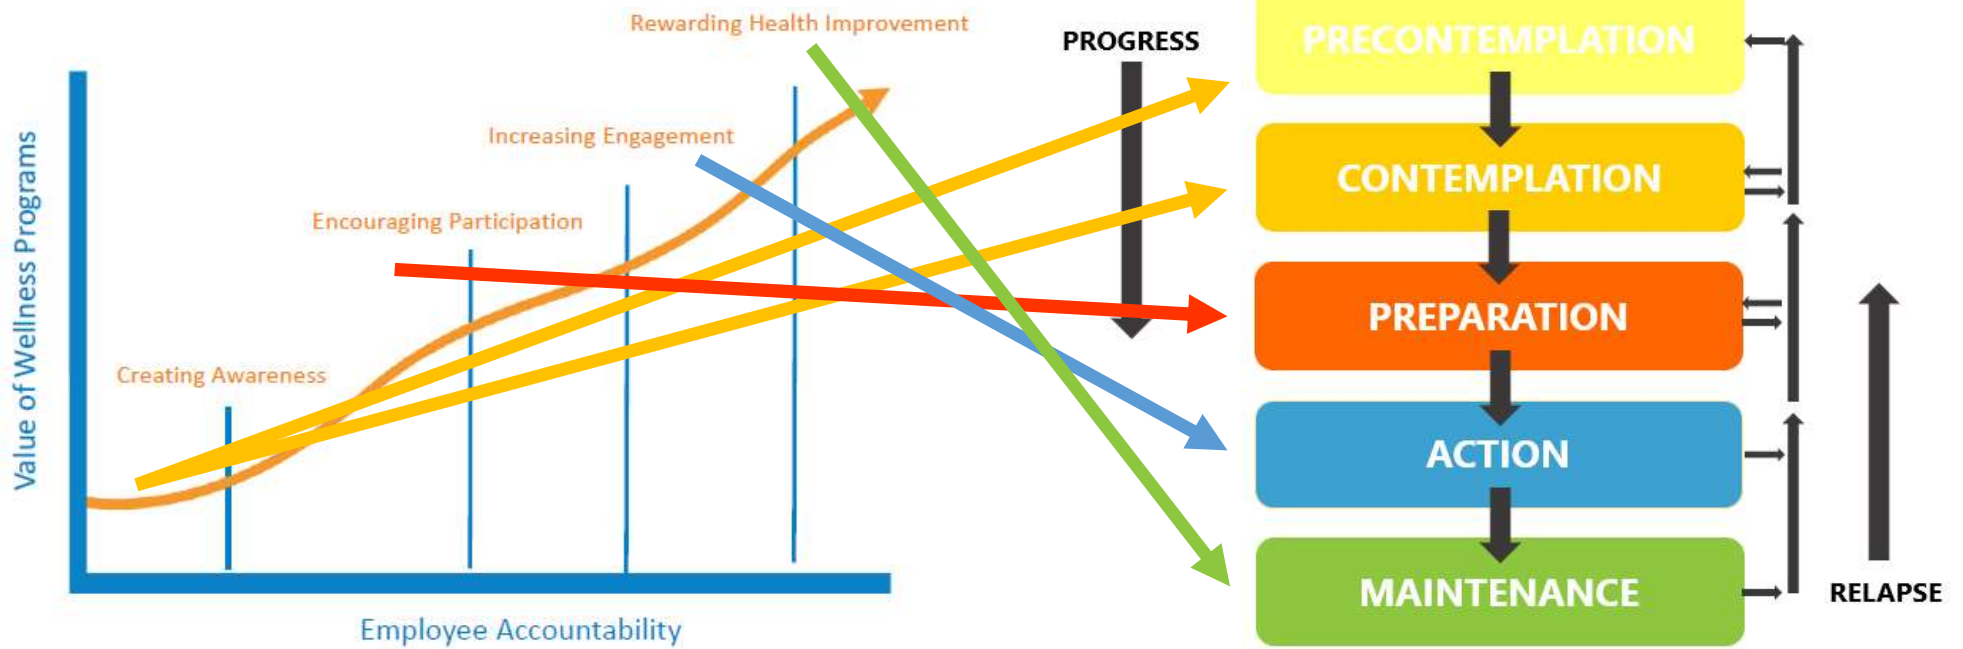 Value of Wellness Programs
Creating Awareness
Encouraging Participation
Increasing Engagement
Rewarding Health Improvement
Employee Accountability
PROGRESS
PRECONTEMPLATION
CONTEMPLATION
PREPARATION
ACTION
MAINTENANCE
RELAPSE